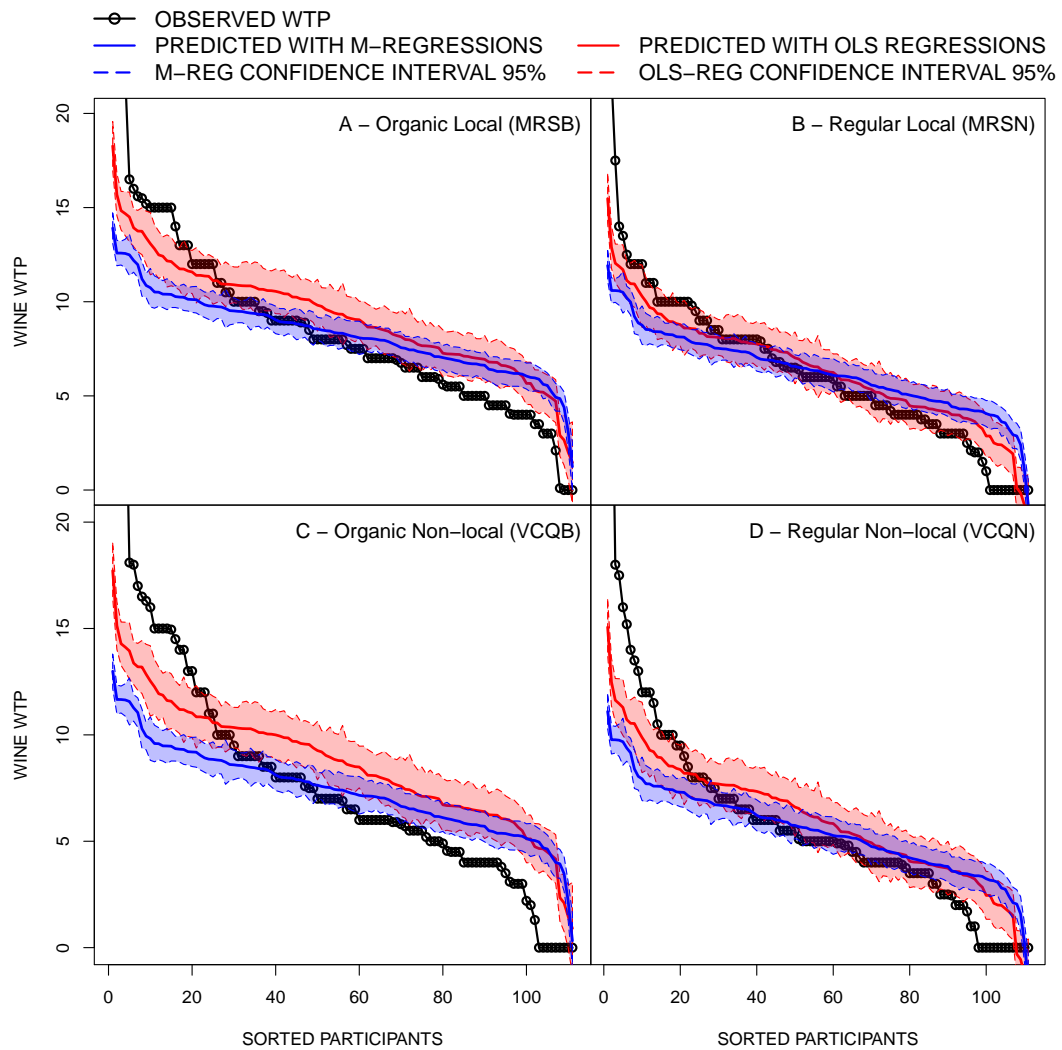 OBSERVED WTP
PREDICTED WITH M−REGRESSIONS
PREDICTED WITH OLS REGRESSIONS
M−REG CONFIDENCE INTERVAL 95%
OLS−REG CONFIDENCE INTERVAL 95%
A − Organic Local (MRSB)
B − Regular Local (MRSN)
20
15
10
5
0
WINE WTP
C − Organic Non−local (VCQB)
D − Regular Non−local (VCQN)
20
15
10
5
0
WINE WTP
0 20 40 60 80 100
0 20 40 60 80 100
SORTED PARTICIPANTS
SORTED PARTICIPANTS